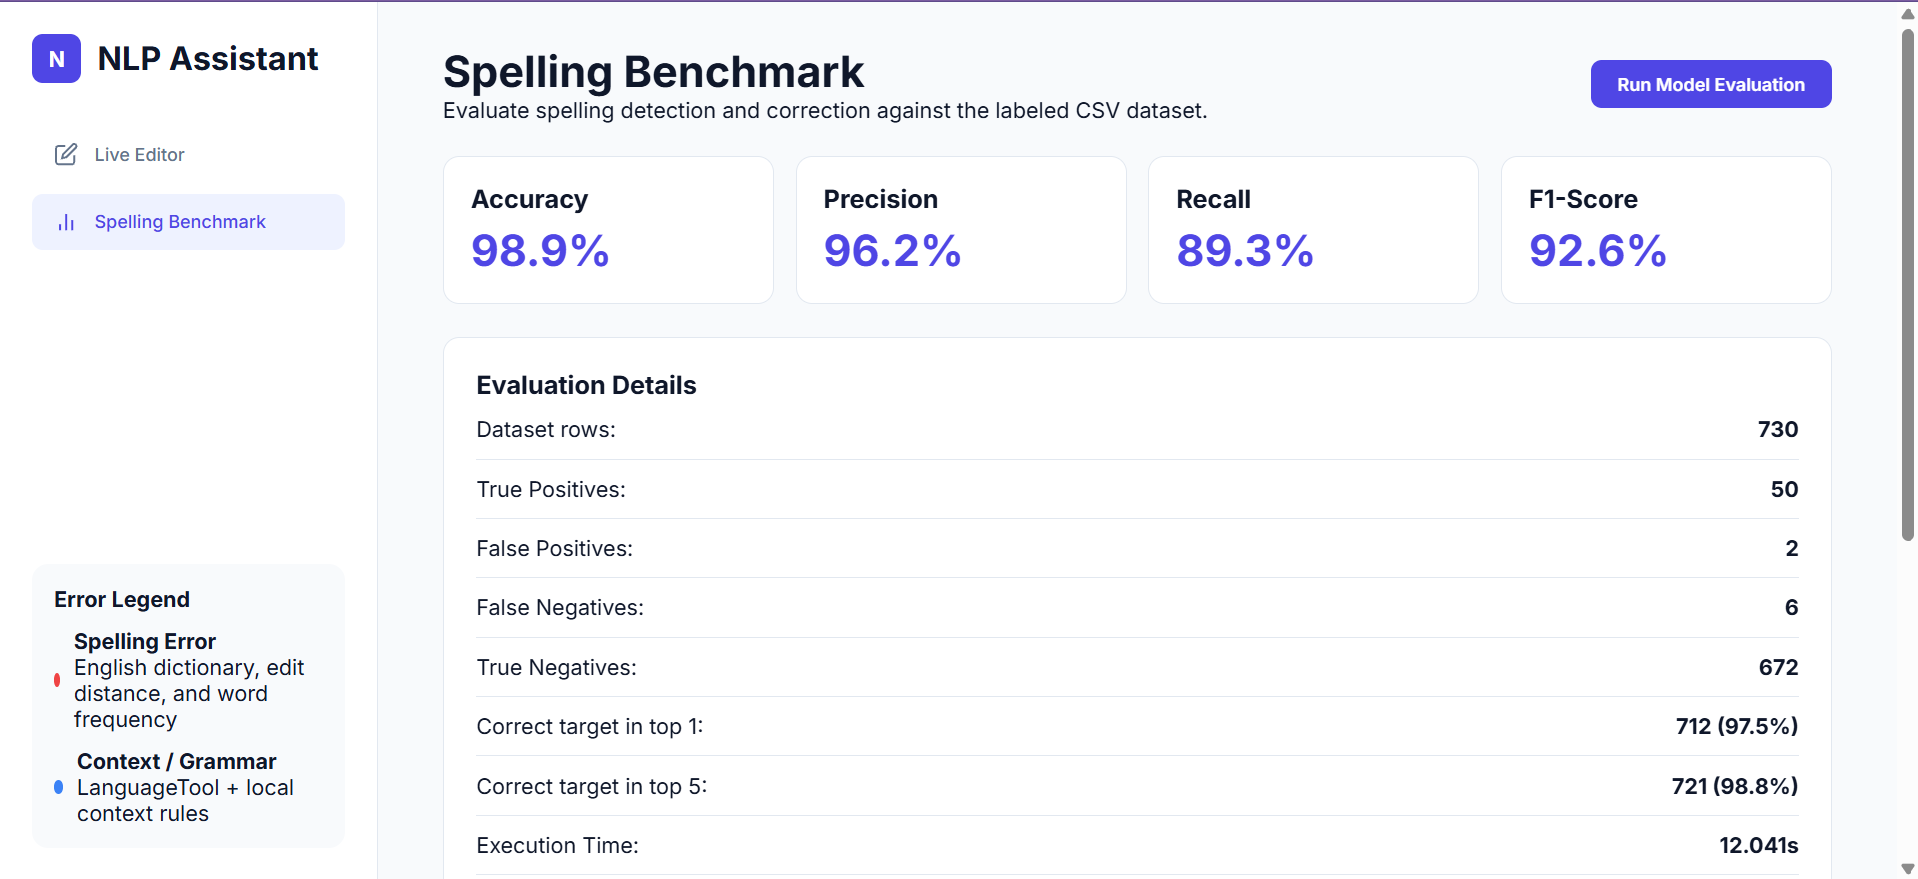 N NLP Assistant
Live Editor
Spelling Benchmark
Error Legend
Spelling Error
English dictionary, edit
distance, and word
frequency
Context / Grammar
LanguageTool + local
context rules
Spelling Benchmark
Evaluate spelling detection and correction against the labeled CSV dataset.
Run Model Evaluation
Accuracy
98.9%
Precision
96.2%
Recall
89.3%
F1-Score
92.6%
Evaluation Details
Dataset rows: 730
True Positives: 50
False Positives: 2
False Negatives: 6
True Negatives: 672
Correct target in top 1: 712 (97.5%)
Correct target in top 5: 721 (98.8%)
Execution Time: 12.041s